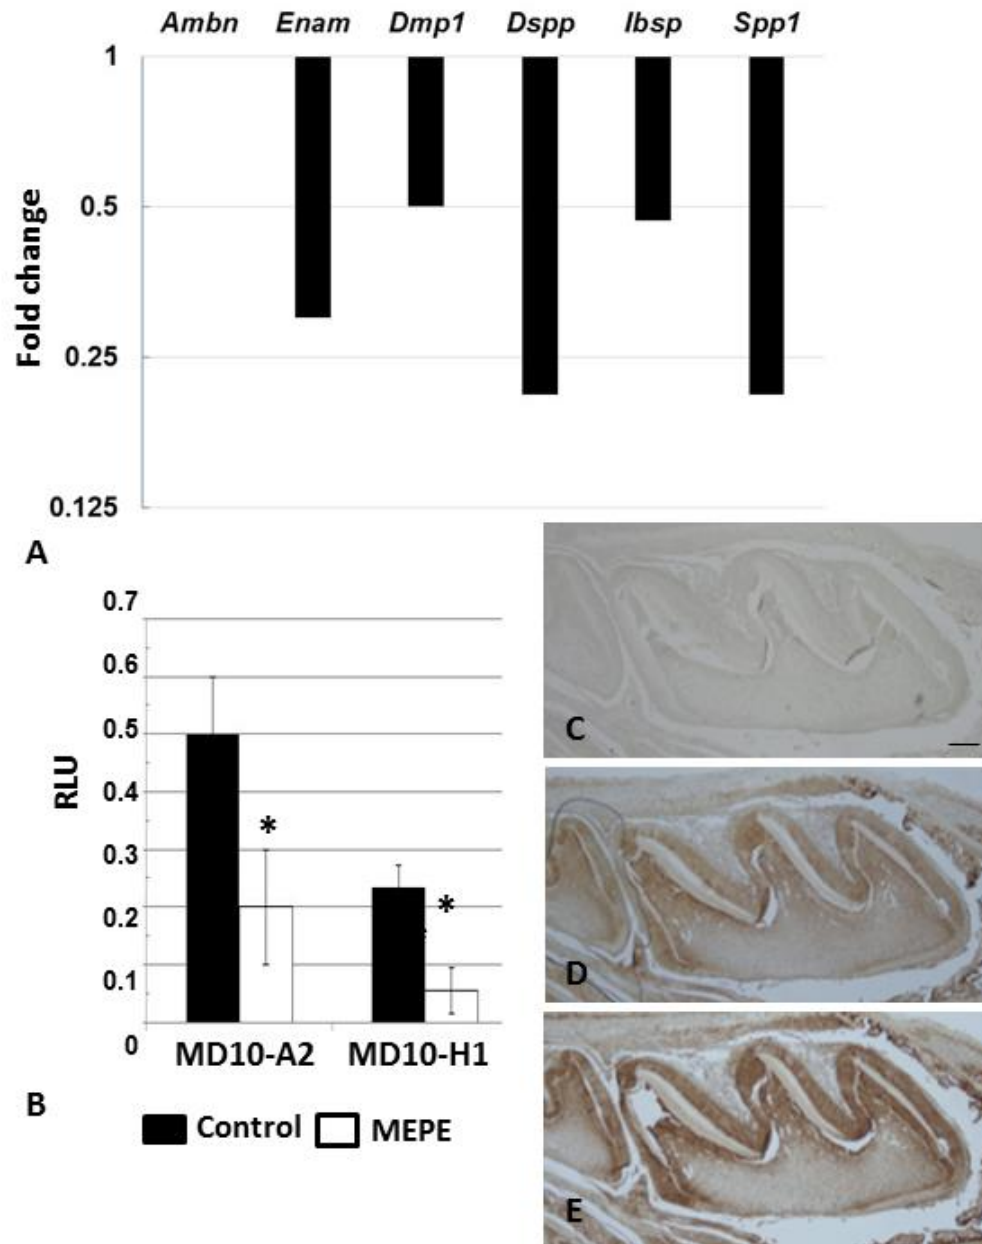 Ambn Enam Dmp1 Dspp Ibsp Spp1
1
0.5
0.25
0.125
Fold change
A
0.7
0.6
0.5
0.4
0.3
0.2
0.1
0
RLU
*
*
MD10-A2 MD10-H1
B
Control MEPE
C
D
E